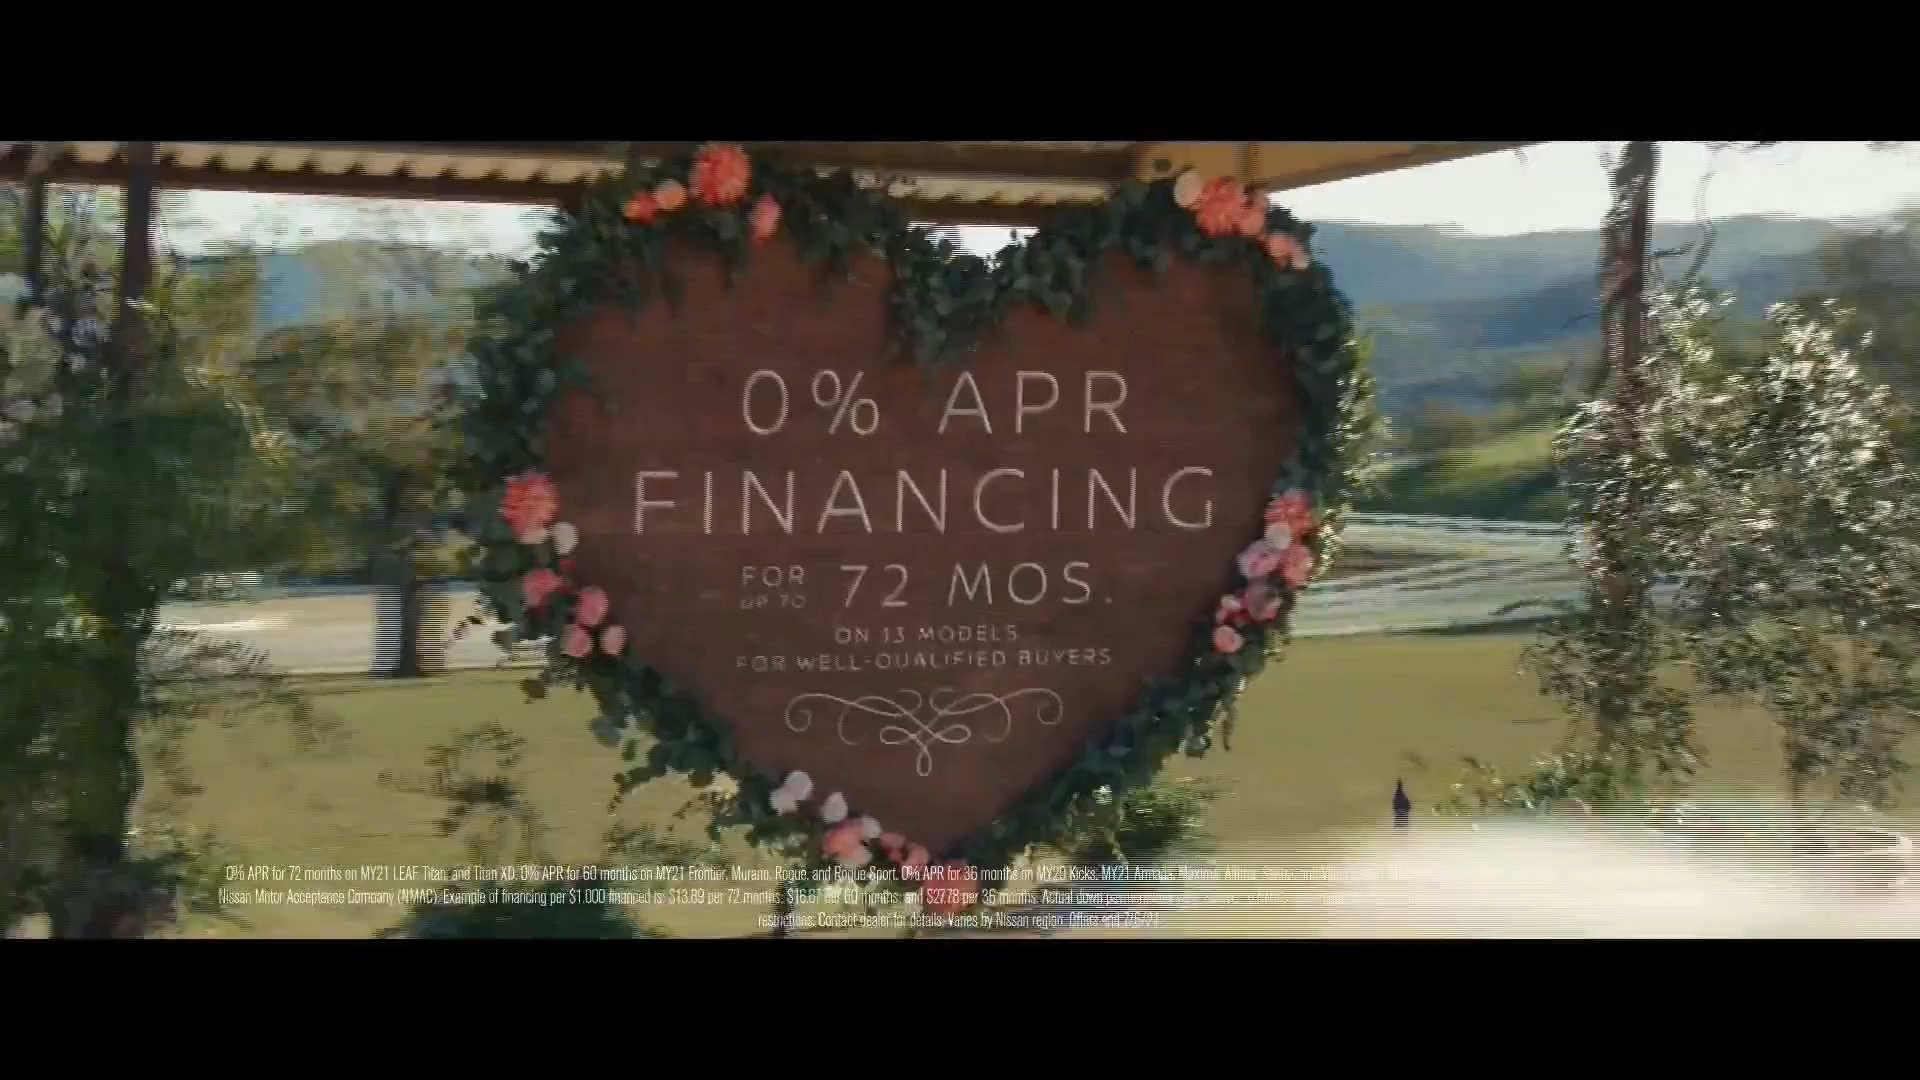 0% APR
FINANCING
FOR UP TO 72 MOS.
ON 13 MODELS
FOR WELL-QUALIFIED BUYERS
0% APR for 72 months on MY21 LEAF Titan, and Titan XD. 0% APR for 60 months on MY21 Frontier, Murano, Rogue, and Rogue Sport. 0% APR for 36 months on MY20 Kicks, MY21 Armada, Maxima, Altima,
Nissan Motor Acceptance Company (NMAC). Example of financing per $1,000 financed is: $13.89 per 72 months, $16.67 per 60 months, and $27.78 per 36 months. Actual down
restrictions. Contact dealer for details. Varies by Nissan region. Offers end